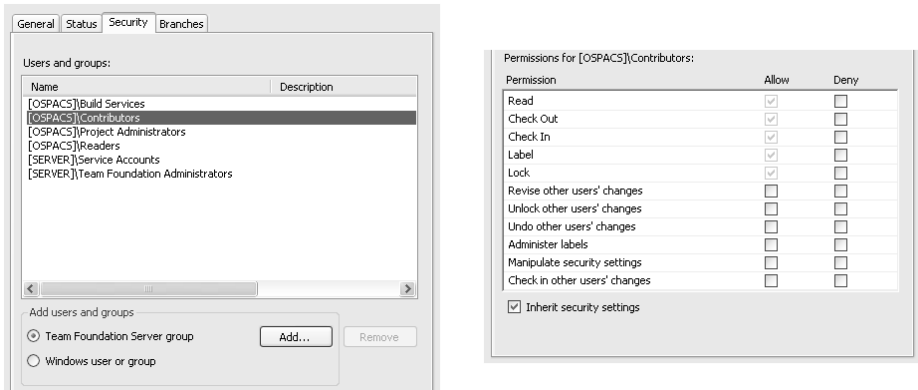 General Status Security Branches
Users and groups:
Name Description
[OSPACS]\Build Services
[OSPACS]\Contributors
[OSPACS]\Project Administrators
[OSPACS]\Readers
[SERVER]\Service Accounts
[SERVER]\Team Foundation Administrators
Add users and groups
Team Foundation Server group
Add...
Remove
Windows user or group
Permissions for [OSPACS]\Contributors:
Permission Allow Deny
Read
Check Out
Check In
Label
Lock
Revise other users' changes
Unlock other users' changes
Undo other users' changes
Administer labels
Manipulate security settings
Check in other users' changes
Inherit security settings